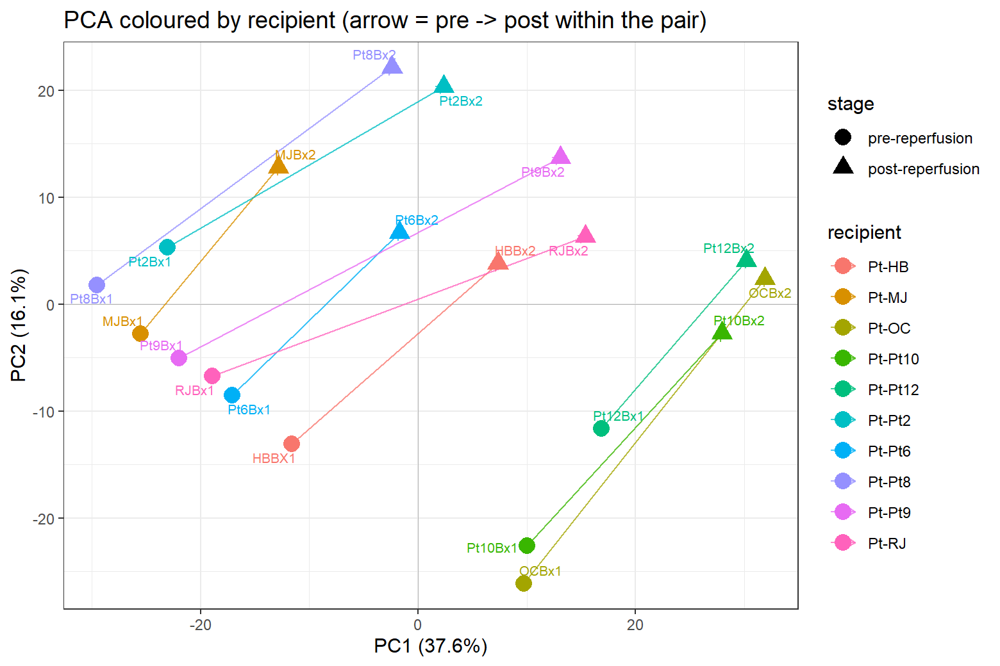 PCA coloured by recipient (arrow = pre -> post within the pair)
Pt8Bx2
Pt2Bx2
MJBx2
Pt9Bx2
Pt6Bx2
HBBx2
RJBx2
Pt12Bx2
OCBx2
Pt10Bx2
Pt2Bx1
Pt8Bx1
MJBx1
Pt9Bx1
RJBx1
Pt6Bx1
HBBX1
Pt12Bx1
Pt10Bx1
OCBx1
20
10
0
-10
-20
PC2 (16.1%)
-20
0
20
PC1 (37.6%)
stage
pre-reperfusion
post-reperfusion
recipient
Pt-HB
Pt-MJ
Pt-OC
Pt-Pt10
Pt-Pt12
Pt-Pt2
Pt-Pt6
Pt-Pt8
Pt-Pt9
Pt-RJ